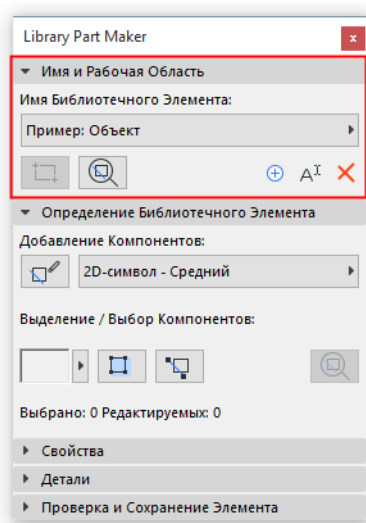 Library Part Maker
Имя и Рабочая Область
Имя Библиотечного Элемента:
Пример: Объект
Определение Библиотечного Элемента
Добавление Компонентов:
2D-символ - Средний
Выделение / Выбор Компонентов:
Выбрано: 0 Редактируемых: 0
Свойства
Детали
Проверка и Сохранение Элемента